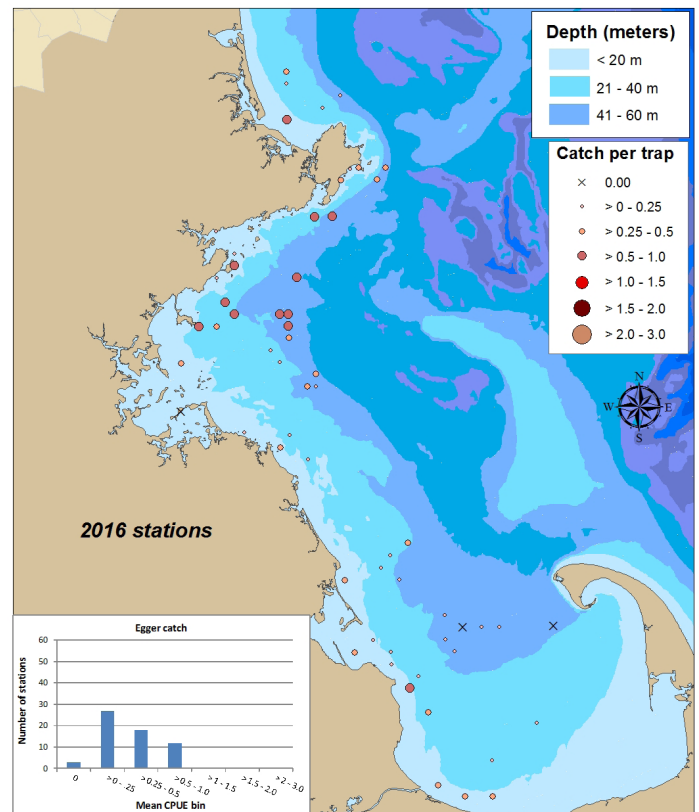 Depth (meters)
< 20 m
21 - 40 m
41 - 60 m
Catch per trap
0.00
> 0 - 0.25
> 0.25 - 0.5
> 0.5 - 1.0
> 1.0 - 1.5
> 1.5 - 2.0
> 2.0 - 3.0
N
W E
S
2016 stations
Egger catch
Number of stations
60
50
40
30
20
10
0
0
> 0 - .25
> 0.25 - 0.5
> 0.5 - 1.0
> 1 - 1.5
> 1.5 - 2.0
> 2 - 3.0
Mean CPUE bin